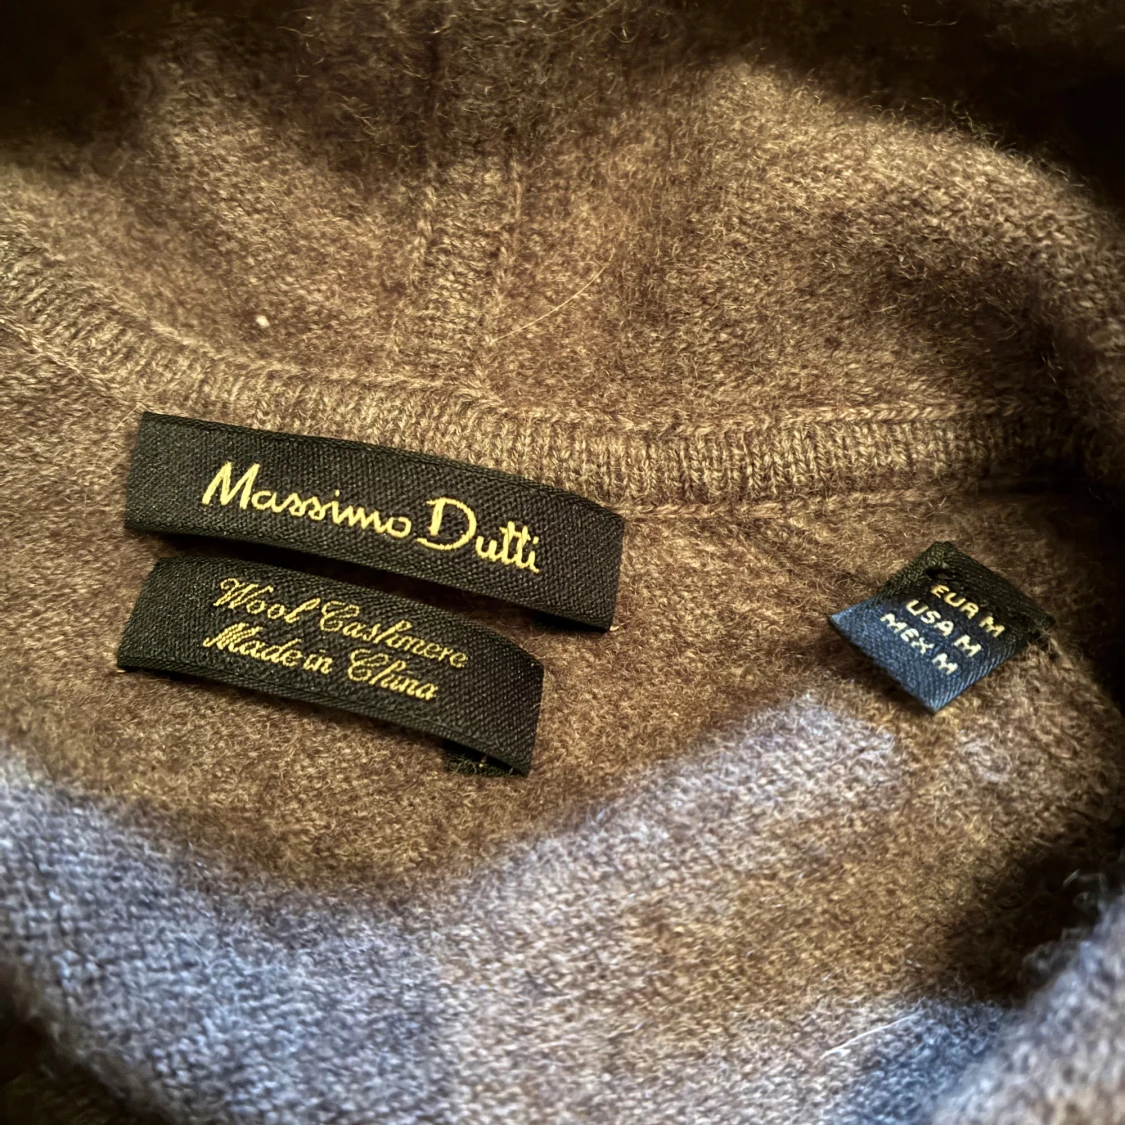 Massimo Dutti
Wool Cashmere
Made in China
EUR M
USA M
MEX M